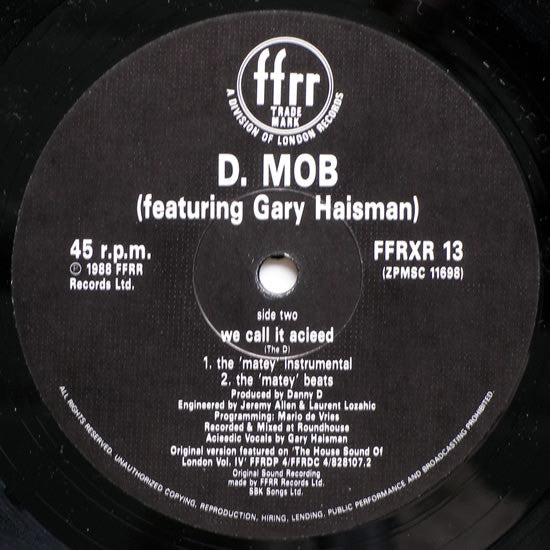 ffrr
TRADE
MARK
A DIVISION OF LONDON RECORDS
D. MOB
(featuring Gary Haisman)
45 r.p.m.
Ⓟ 1988 FFRR
Records Ltd.
FFRXR 13
(ZPMSC 11698)
side two
we call it acieed
(The D)
1. the 'matey' instrumental
2. the 'matey' beats
Produced by Danny D
Engineered by Jeremy Allen & Laurent Lozahic
Programming: Mario de Vries
Recorded & Mixed at Roundhouse
Acieedic Vocals by Gary Haisman
Original version featured on 'The House Sound Of
London Vol. IV' FFRDP 4/FFRDC 4/828107.2
Original Sound Recording
made by FFRR Records Ltd.
SBK Songs Ltd.
ALL RIGHTS RESERVED. UNAUTHORIZED COPYING, REPRODUCTION, HIRING, LENDING, PUBLIC PERFORMANCE AND BROADCASTING PROHIBITED.